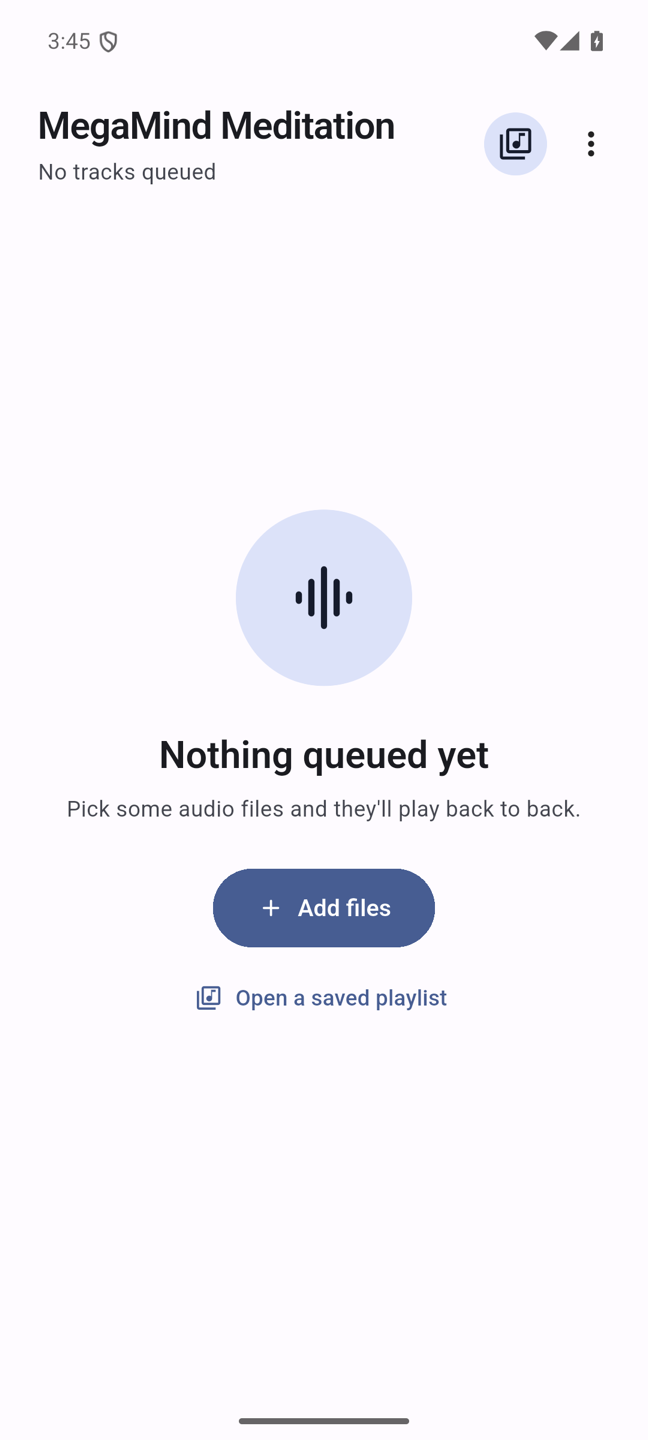 3:45
MegaMind Meditation
No tracks queued
Nothing queued yet
Pick some audio files and they'll play back to back.
Add files
Open a saved playlist